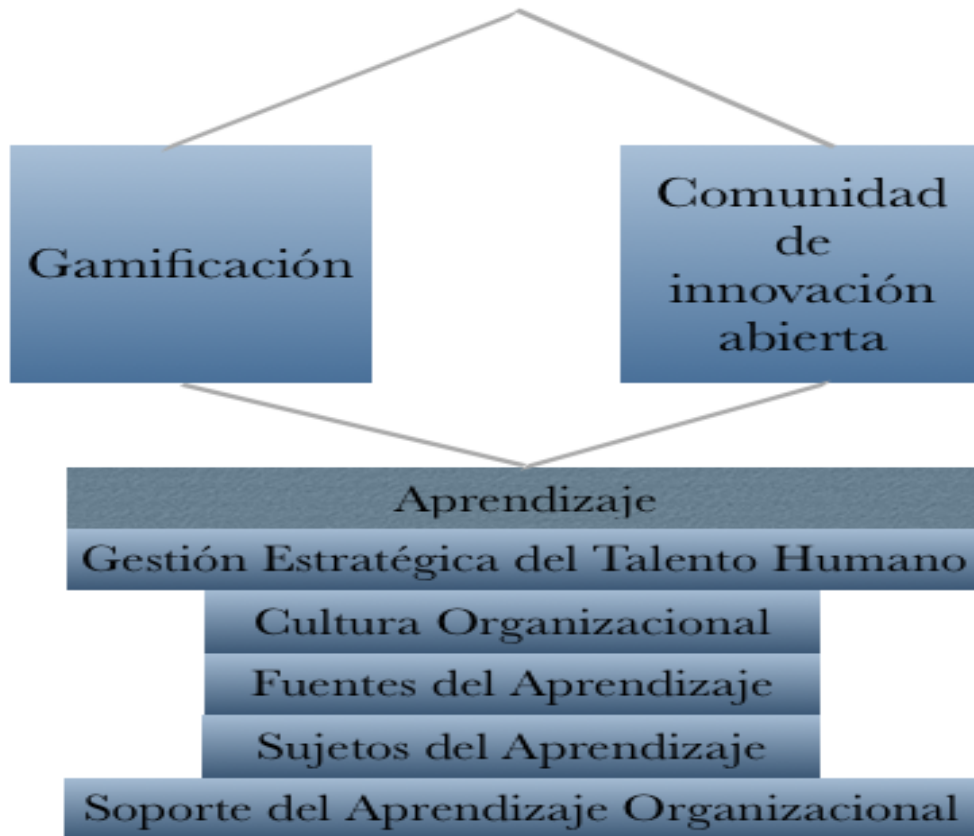 Gamificación
Comunidad
de
innovación
abierta
Aprendizaje
Gestión Estratégica del Talento Humano
Cultura Organizacional
Fuentes del Aprendizaje
Sujetos del Aprendizaje
Soporte del Aprendizaje Organizacional